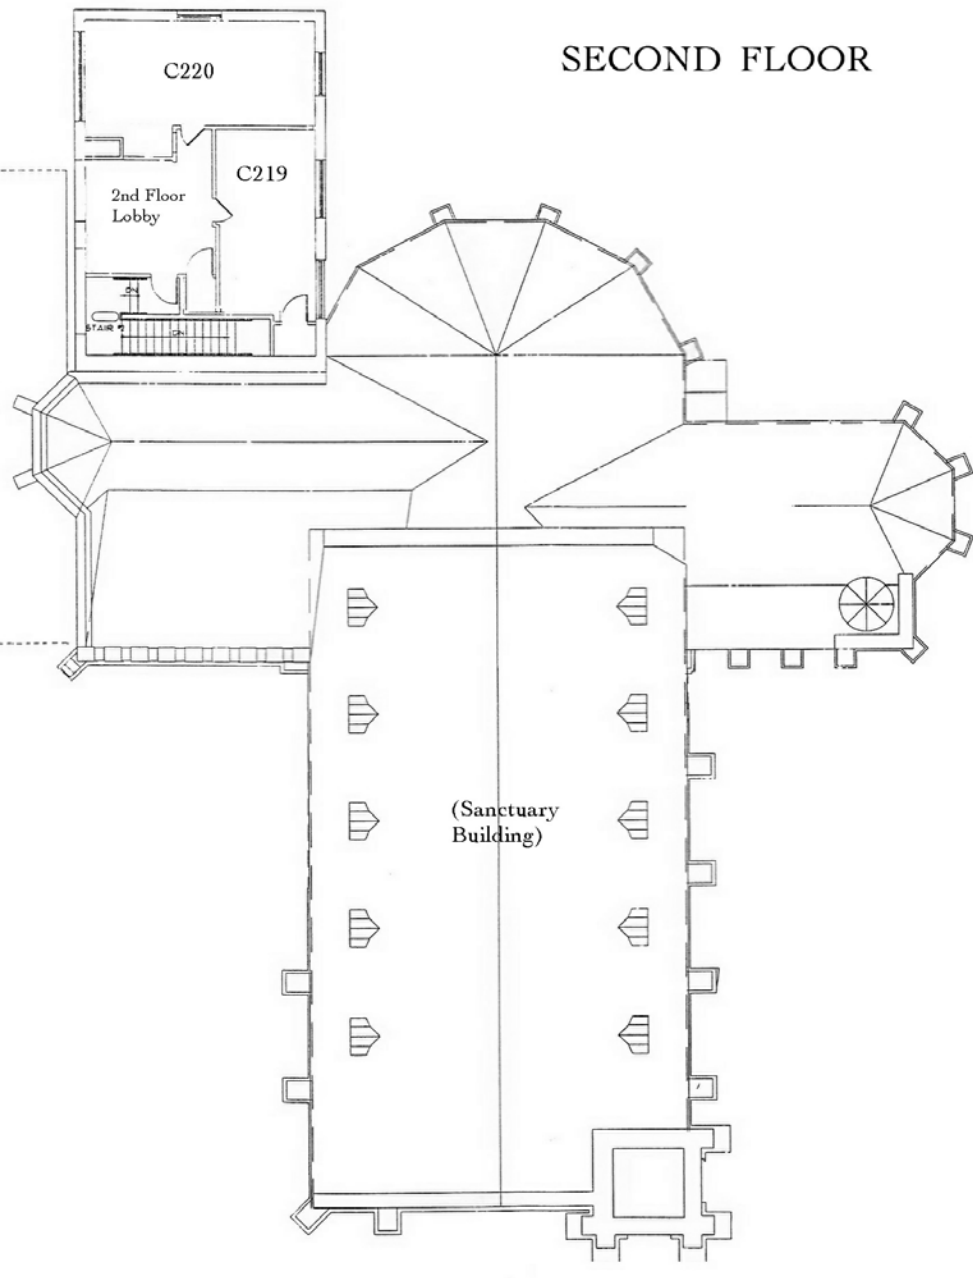 SECOND FLOOR
C220
C219
2nd Floor
Lobby
DN
STAIR 2
DN
(Sanctuary
Building)